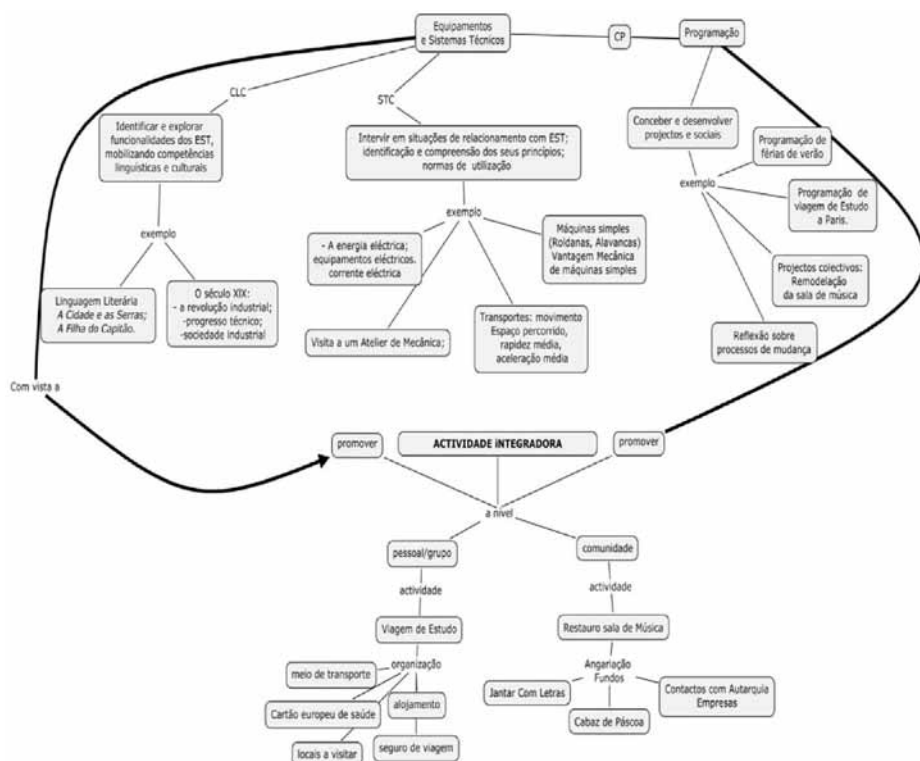 Equipamentos
e Sistemas Técnicos
CP
Programação
CLC
STC
Identificar e explorar
funcionalidades dos EST,
mobilizando competências
linguísticas e culturais
Intervir em situações de relacionamento com EST;
identificação e compreensão dos seus princípios;
normas de utilização
Conceber e desenvolver
projectos e sociais
Programação de
férias de verão
exemplo
exemplo
exemplo
Programação de
viagem de Estudo
a Paris.
- A energia eléctrica;
equipamentos eléctricos.
corrente eléctrica
Máquinas simples
(Roldanas, Alavancas)
Vantagem Mecânica
de máquinas simples
Projectos colectivos:
Remodelação
da sala de música
Linguagem Literária
A Cidade e as Serras;
A Filha do Capitão.
O século XIX:
- a revolução industrial;
-progresso técnico;
-sociedade industrial
Visita a um Atelier de Mecânica;
Transportes: movimento
Espaço percorrido,
rapidez média,
aceleração média
Reflexão sobre
processos de mudança
Com vista a
promover
ACTIVIDADE iNTEGRADORA
promover
a nível
pessoal/grupo
comunidade
actividade
actividade
Viagem de Estudo
Restauro sala de Música
organização
Angariação
Fundos
meio de transporte
Cartão europeu de saúde
alojamento
locais a visitar
seguro de viagem
Jantar Com Letras
Cabaz de Páscoa
Contactos com Autarquia
Empresas